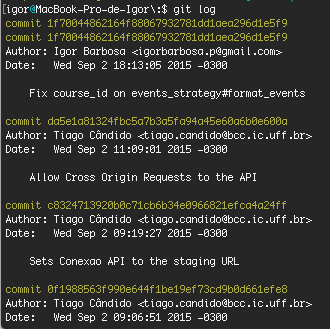 [igor@MacBook-Pro-de-Igor\:$ git log
commit 1f70044862164f88067932781dd1aea296d1e5f9
commit 1f70044862164f88067932781dd1aea296d1e5f9
Author: Igor Barbosa <igorbarbosa.p@gmail.com>
Date:   Wed Sep 2 18:13:05 2015 -0300
Fix course_id on events_strategy#format_events
commit da5e1a81324fbc5a7b3a5fa94a45e60a6b0e600a
Author: Tiago Cândido <tiago.candido@bcc.ic.uff.br>
Date:   Wed Sep 2 11:09:01 2015 -0300
Allow Cross Origin Requests to the API
commit c8324713920b0c71cb6b34e0966821efca4a24ff
Author: Tiago Cândido <tiago.candido@bcc.ic.uff.br>
Date:   Wed Sep 2 09:19:27 2015 -0300
Sets Conexao API to the staging URL
commit 0f1988563f990e644f1be19ef73cd9b0d661efe8
Author: Tiago Cândido <tiago.candido@bcc.ic.uff.br>
Date:   Wed Sep 2 09:06:51 2015 -0300